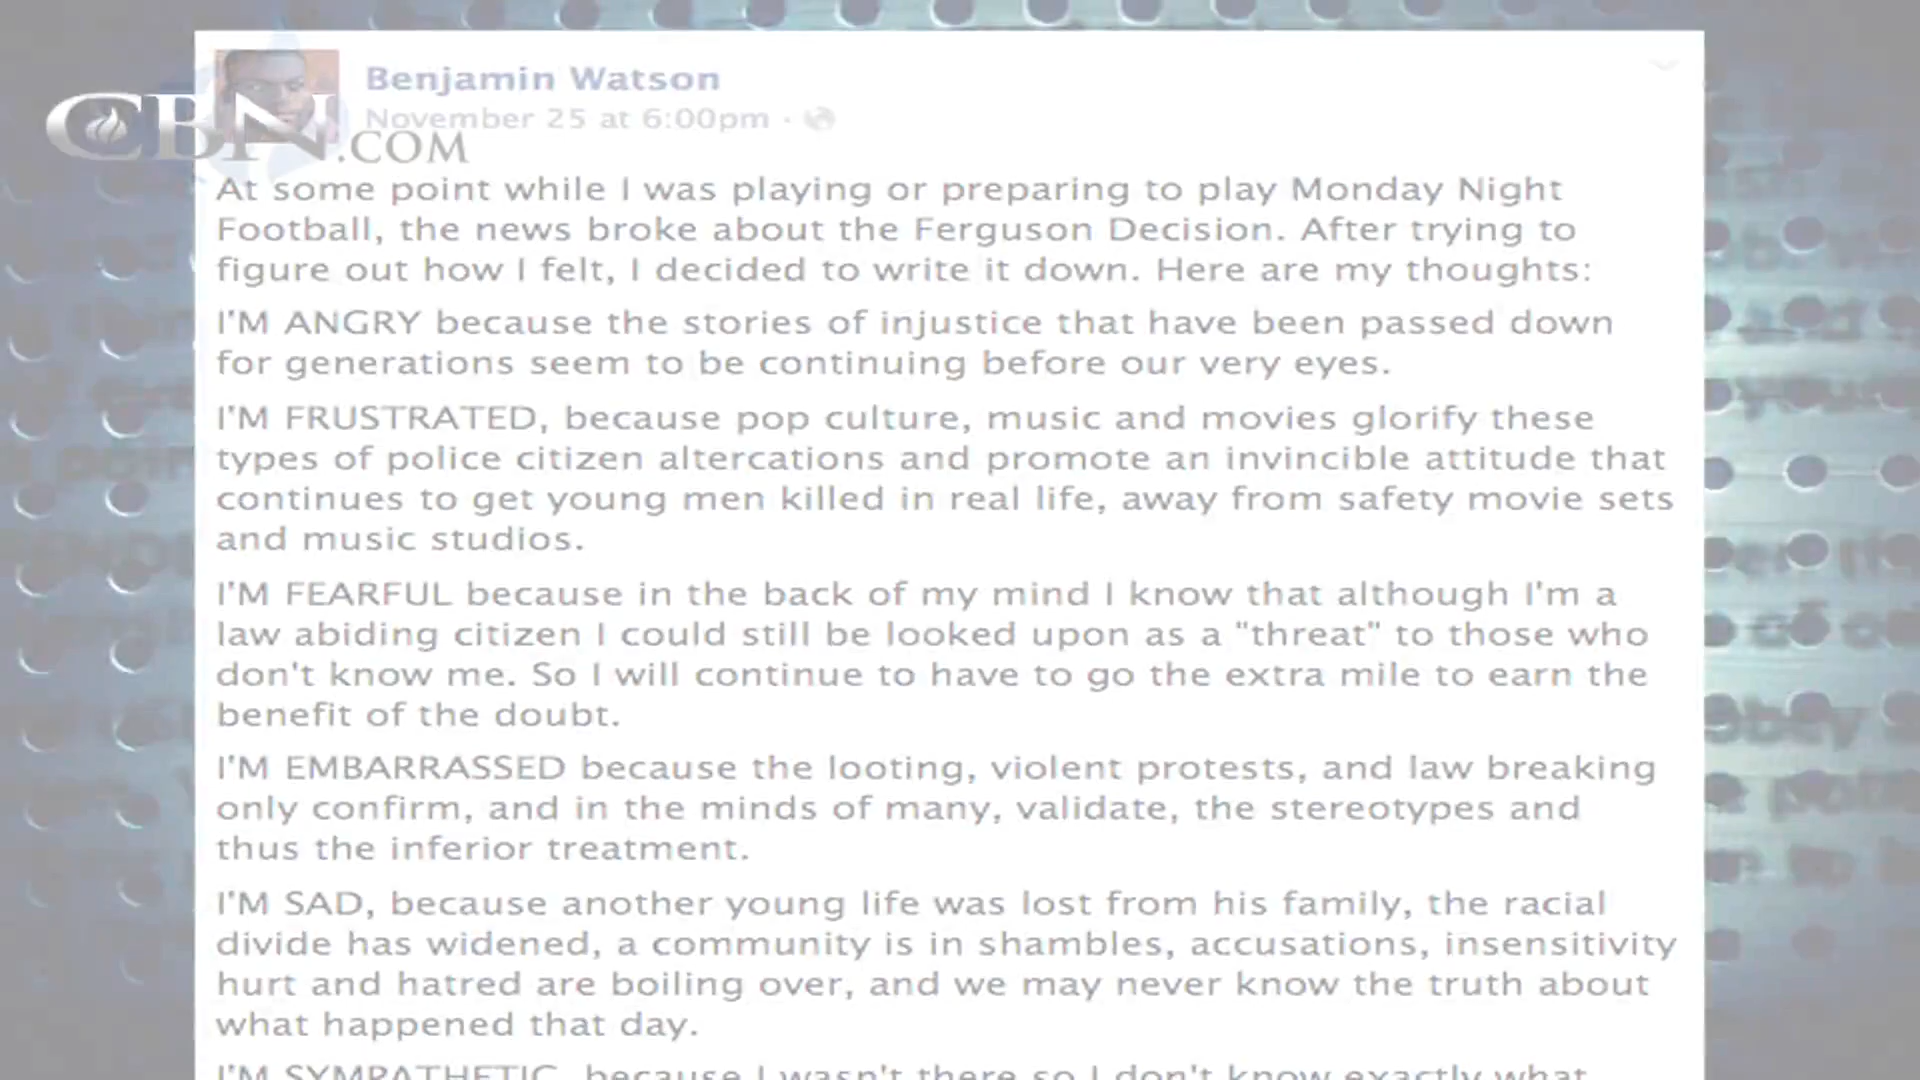 Benjamin Watson
November 25 at 6:00pm ·
CBN.COM
At some point while I was playing or preparing to play Monday Night
Football, the news broke about the Ferguson Decision. After trying to
figure out how I felt, I decided to write it down. Here are my thoughts:
I'M ANGRY because the stories of injustice that have been passed down
for generations seem to be continuing before our very eyes.
I'M FRUSTRATED, because pop culture, music and movies glorify these
types of police citizen altercations and promote an invincible attitude that
continues to get young men killed in real life, away from safety movie sets
and music studios.
I'M FEARFUL because in the back of my mind I know that although I'm a
law abiding citizen I could still be looked upon as a "threat" to those who
don't know me. So I will continue to have to go the extra mile to earn the
benefit of the doubt.
I'M EMBARRASSED because the looting, violent protests, and law breaking
only confirm, and in the minds of many, validate, the stereotypes and
thus the inferior treatment.
I'M SAD, because another young life was lost from his family, the racial
divide has widened, a community is in shambles, accusations, insensitivity
hurt and hatred are boiling over, and we may never know the truth about
what happened that day.
I'M SYMPATHETIC, because I wasn't there so I don't know exactly what